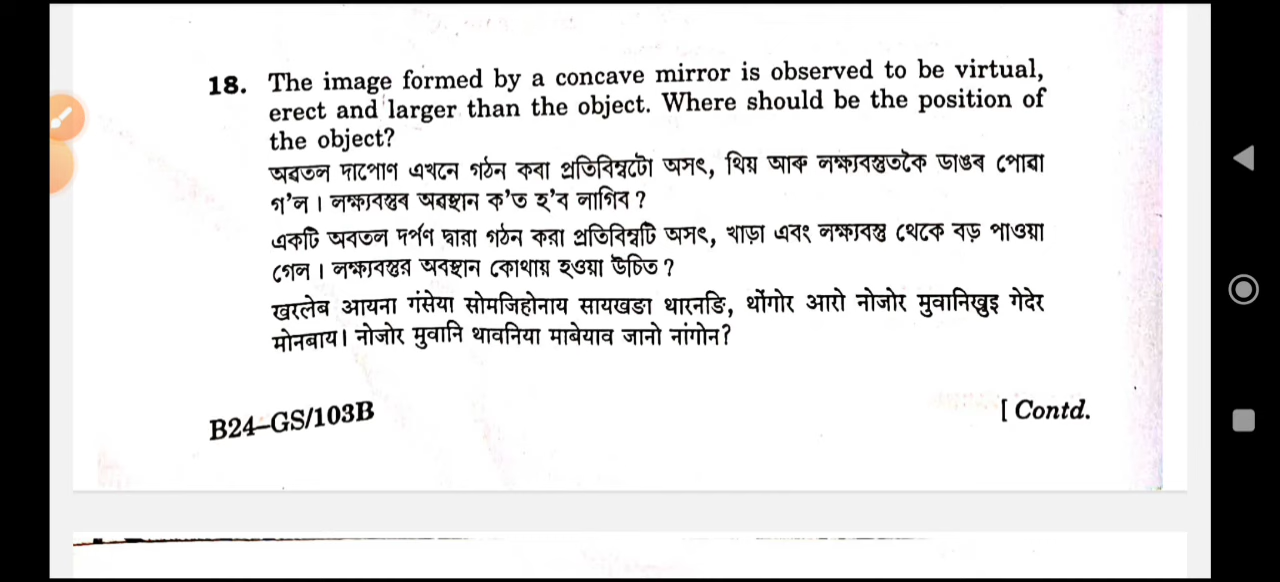 18. The image formed by a concave mirror is observed to be virtual,
erect and larger than the object. Where should be the position of
the object?
অৱতল দাপোণ এখনে গঠন কৰা প্ৰতিবিম্বটো অসৎ, থিয় আৰু লক্ষ্যবস্তুতকৈ ডাঙৰ পোৱা
গ'ল। লক্ষ্যবস্তুৰ অৱস্থান ক'ত হ'ব লাগিব?
একটি অবতল দর্পণ দ্বারা গঠন করা প্রতিবিম্বটি অসৎ, খাড়া এবং লক্ষ্যবস্তু থেকে বড় পাওয়া
গেল। লক্ষ্যবস্তুর অবস্থান কোথায় হওয়া উচিত?
खरलेब आयना गंसेया सोमजिहोनाय सायखङा थारनङि, थोंगोर आरो नोजोर मुवानिख्रुइ गेदेर
मोनबाय। नोजोर मुवानि थावनिया माबेयाव जानो नांगोन?
B24–GS/103B
[ Contd.